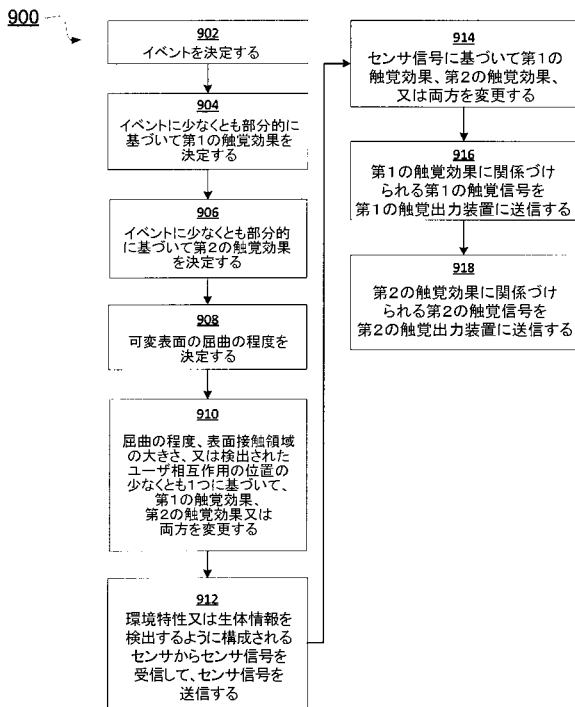 900
902
イベントを決定する
904
イベントに少なくとも部分的に
基づいて第1の触覚効果を
決定する
906
イベントに少なくとも部分的
に基づいて第2の触覚効果
を決定する
908
可変表面の屈曲の程度を
決定する
910
屈曲の程度、表面接触領域
の大きさ、又は検出された
ユーザ相互作用の位置の
少なくとも1つに基づいて、
第1の触覚効果、
第2の触覚効果又は
両方を変更する
912
環境特性又は生体情報を
検出するように構成される
センサからセンサ信号を
受信して、センサ信号を
送信する
914
センサ信号に基づいて第1の
触覚効果、第2の触覚効果、
又は両方を変更する
916
第1の触覚効果に関係づけ
られる第1の触覚信号を
第1の触覚出力装置に送信する
918
第2の触覚効果に関係づけ
られる第2の触覚信号を
第2の触覚出力装置に送信する